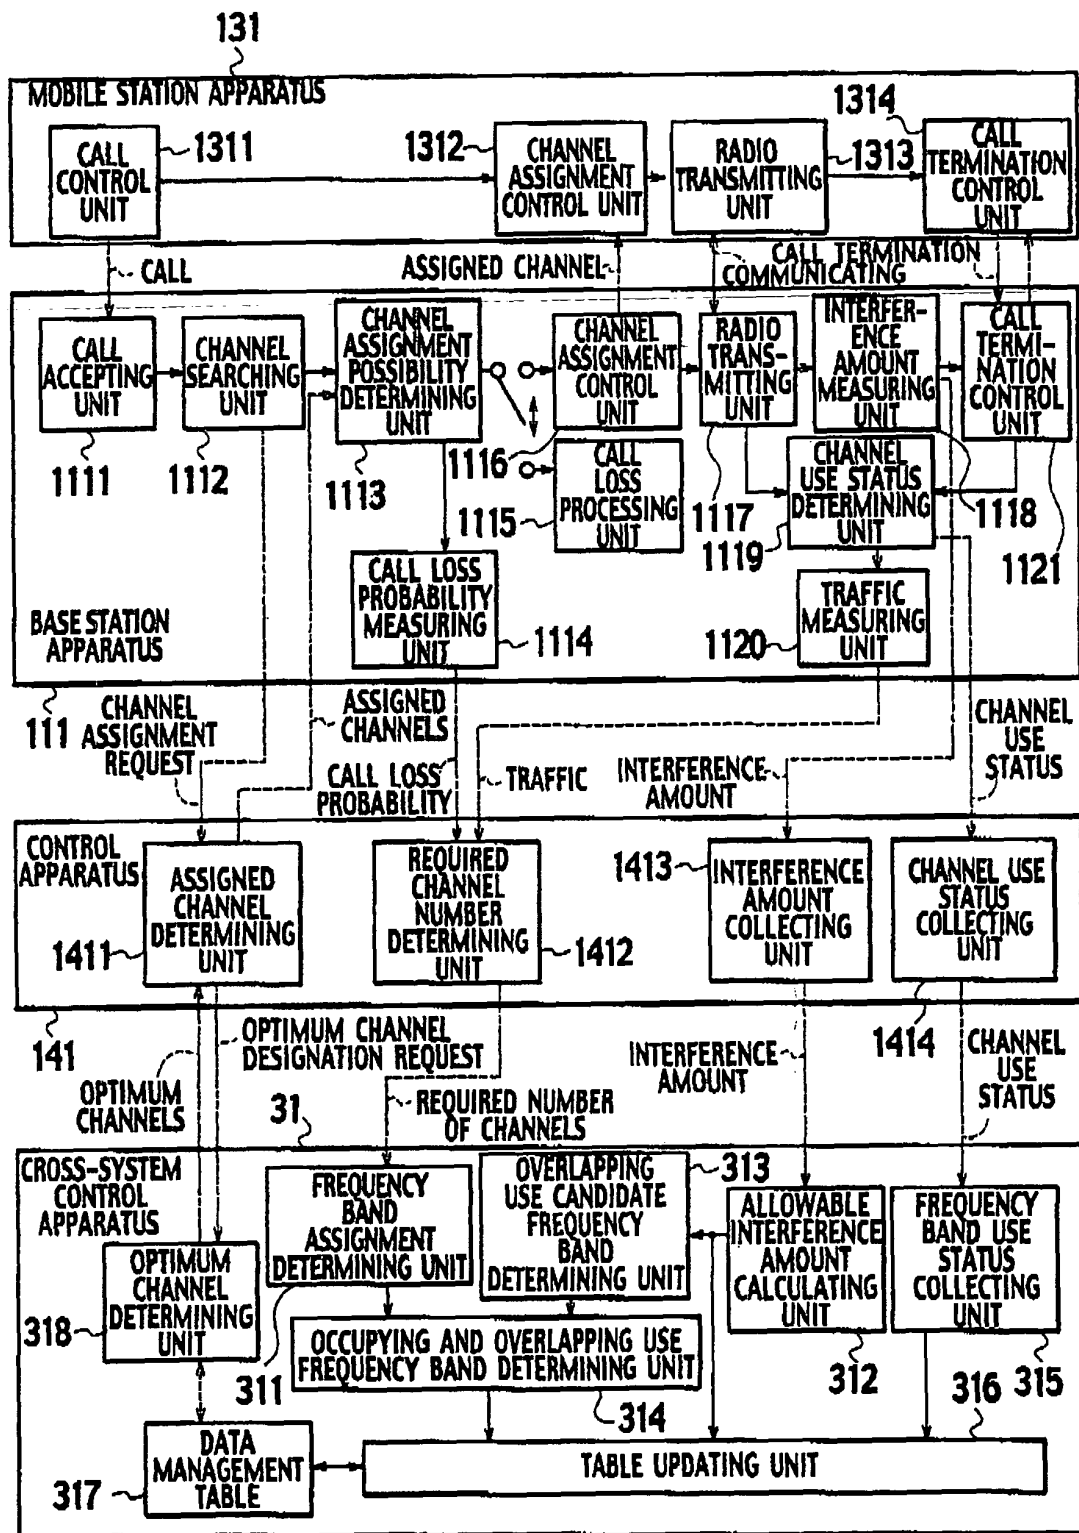 131
MOBILE STATION APPARATUS
CALL
CONTROL
UNIT
1311
1312
CHANNEL
ASSIGNMENT
CONTROL UNIT
RADIO
TRANSMITTING
UNIT
1313
1314
CALL
TERMINATION
CONTROL
UNIT
CALL
ASSIGNED CHANNEL
CALL TERMINATION
COMMUNICATING
CALL
ACCEPTING
UNIT
1111
CHANNEL
SEARCHING
UNIT
1112
CHANNEL
ASSIGNMENT
POSSIBILITY
DETERMINING
UNIT
1113
CHANNEL
ASSIGNMENT
CONTROL
UNIT
1116
RADIO
TRANS-
MITTING
UNIT
1117
INTERFER-
ENCE
AMOUNT
MEASURING
UNIT
1118
CALL
TERMI-
NATION
CONTROL
UNIT
1121
CALL
LOSS
PROCESSING
UNIT
1115
CHANNEL
USE STATUS
DETERMINING
UNIT
1119
CALL LOSS
PROBABILITY
MEASURING
UNIT
1114
TRAFFIC
MEASURING
UNIT
1120
BASE STATION
APPARATUS
111
CHANNEL
ASSIGNMENT
REQUEST
ASSIGNED
CHANNELS
CALL LOSS
PROBABILITY
TRAFFIC
INTERFERENCE
AMOUNT
CHANNEL
USE
STATUS
CONTROL
APPARATUS
ASSIGNED
CHANNEL
DETERMINING
UNIT
1411
REQUIRED
CHANNEL
NUMBER
DETERMINING
UNIT
1412
1413
INTERFERENCE
AMOUNT
COLLECTING
UNIT
CHANNEL USE
STATUS
COLLECTING
UNIT
1414
141
OPTIMUM
CHANNELS
OPTIMUM CHANNEL
DESIGNATION REQUEST
REQUIRED NUMBER
OF CHANNELS
INTERFERENCE
AMOUNT
CHANNEL
USE
STATUS
31
CROSS-SYSTEM
CONTROL
APPARATUS
FREQUENCY
BAND
ASSIGNMENT
DETERMINING UNIT
311
OVERLAPPING
USE CANDIDATE
FREQUENCY
BAND
DETERMINING UNIT
313
ALLOWABLE
INTERFERENCE
AMOUNT
CALCULATING
UNIT
312
FREQUENCY
BAND USE
STATUS
COLLECTING
UNIT
315
OPTIMUM
CHANNEL
DETERMINING
UNIT
318
OCCUPYING AND OVERLAPPING USE
FREQUENCY BAND DETERMINING UNIT
314
316
DATA
MANAGEMENT
TABLE
317
TABLE UPDATING UNIT